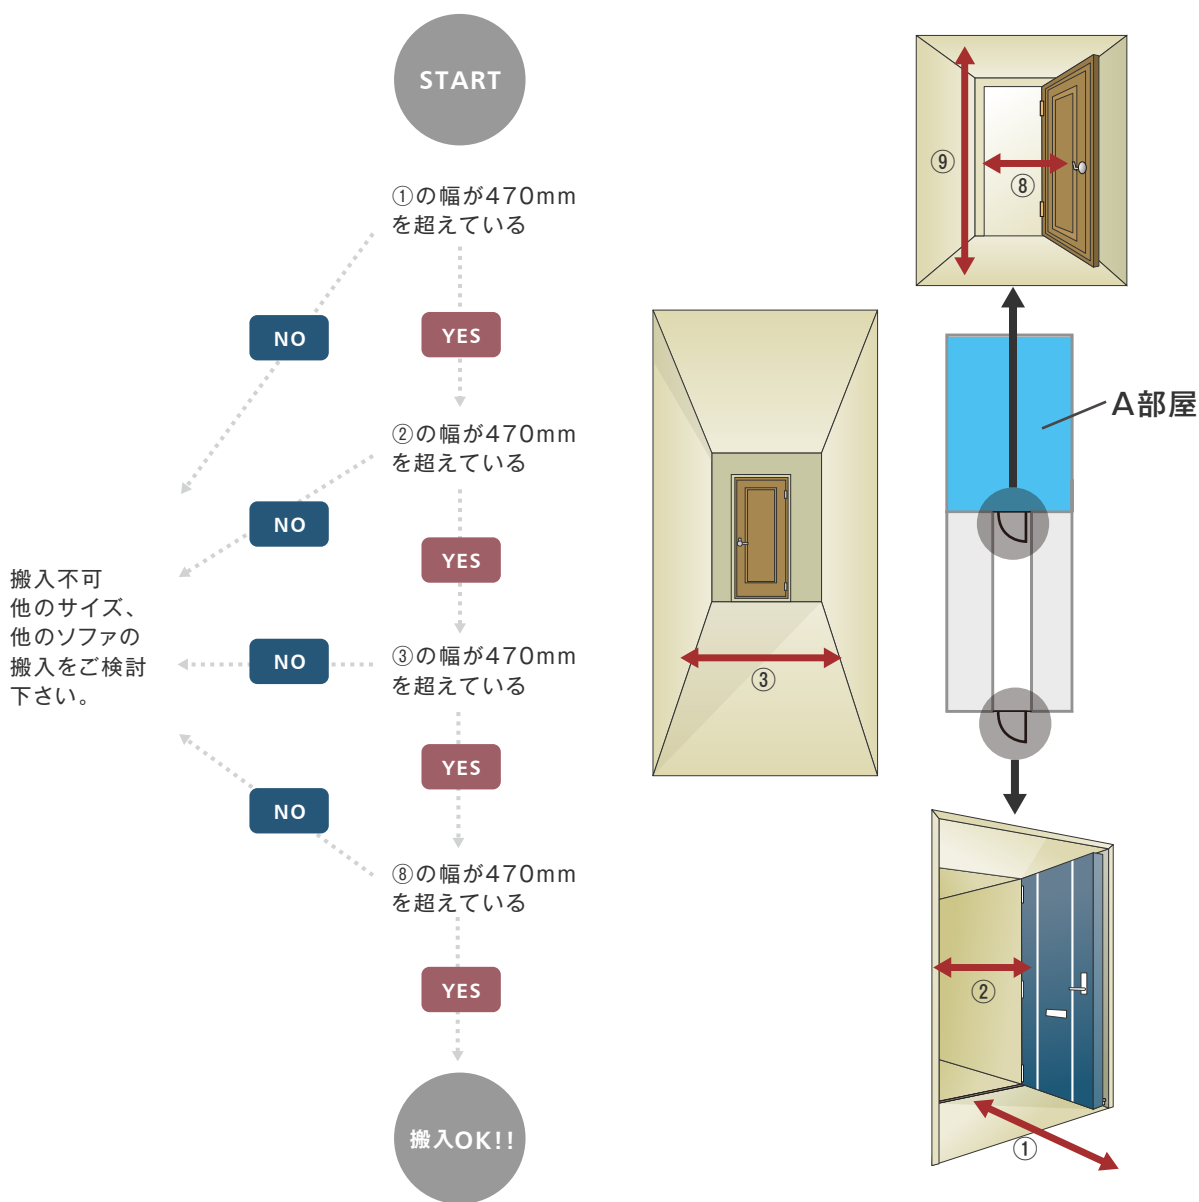 START
①の幅が470mm
を超えている
NO
YES
②の幅が470mm
を超えている
NO
YES
搬入不可
他のサイズ、
他のソファの
搬入をご検討
下さい。
③の幅が470mm
を超えている
NO
YES
NO
⑧の幅が470mm
を超えている
YES
搬入OK!!
⑨
⑧
A部屋
③
②
①